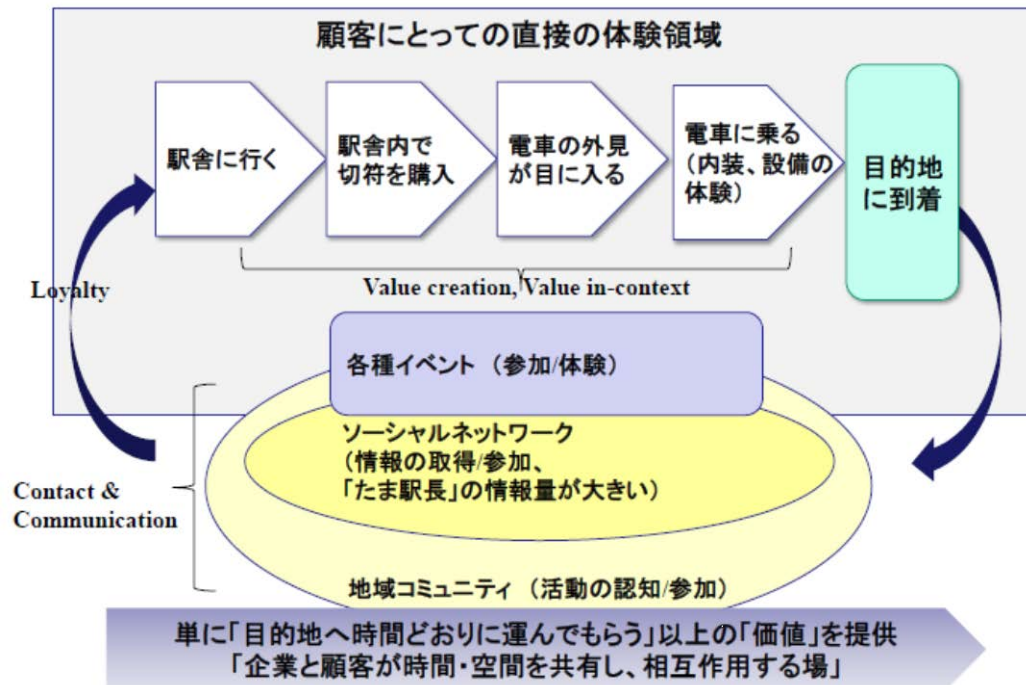 顧客にとっての直接の体験領域
駅舎に行く
駅舎内で
切符を購入
電車の外見
が目に入る
電車に乗る
(内装、設備の
体験)
目的地
に到着
Loyalty
Value creation, Value in-context
各種イベント (参加/体験)
ソーシャルネットワーク
(情報の取得/参加、
「たま駅長」の情報量が大きい)
Contact &
Communication
地域コミュニティ (活動の認知/参加)
単に「目的地へ時間どおりに運んでもらう」以上の「価値」を提供
「企業と顧客が時間・空間を共有し、相互作用する場」